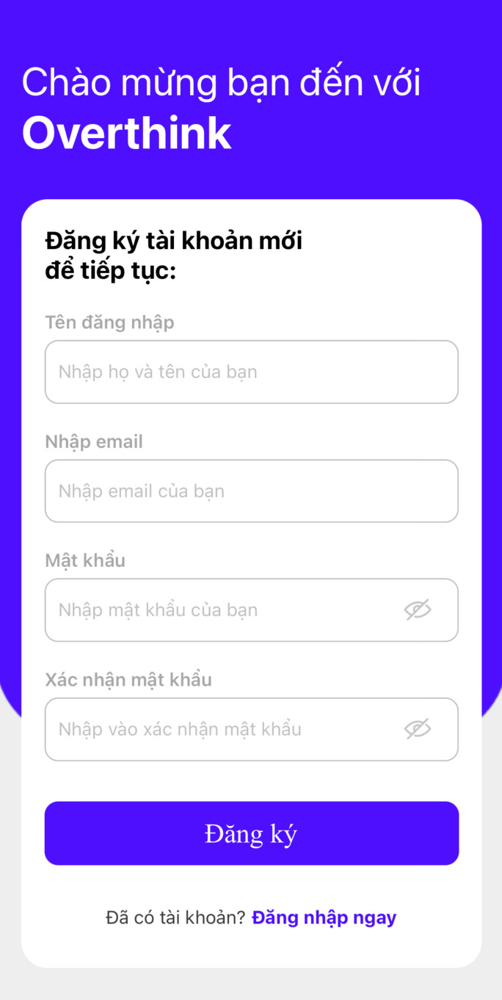 Chào mừng bạn đến với
Overthink
Đăng ký tài khoản mới
để tiếp tục:
Tên đăng nhập
Nhập họ và tên của bạn
Nhập email
Nhập email của bạn
Mật khẩu
Nhập mật khẩu của bạn
Xác nhận mật khẩu
Nhập vào xác nhận mật khẩu
Đăng ký
Đã có tài khoản? Đăng nhập ngay